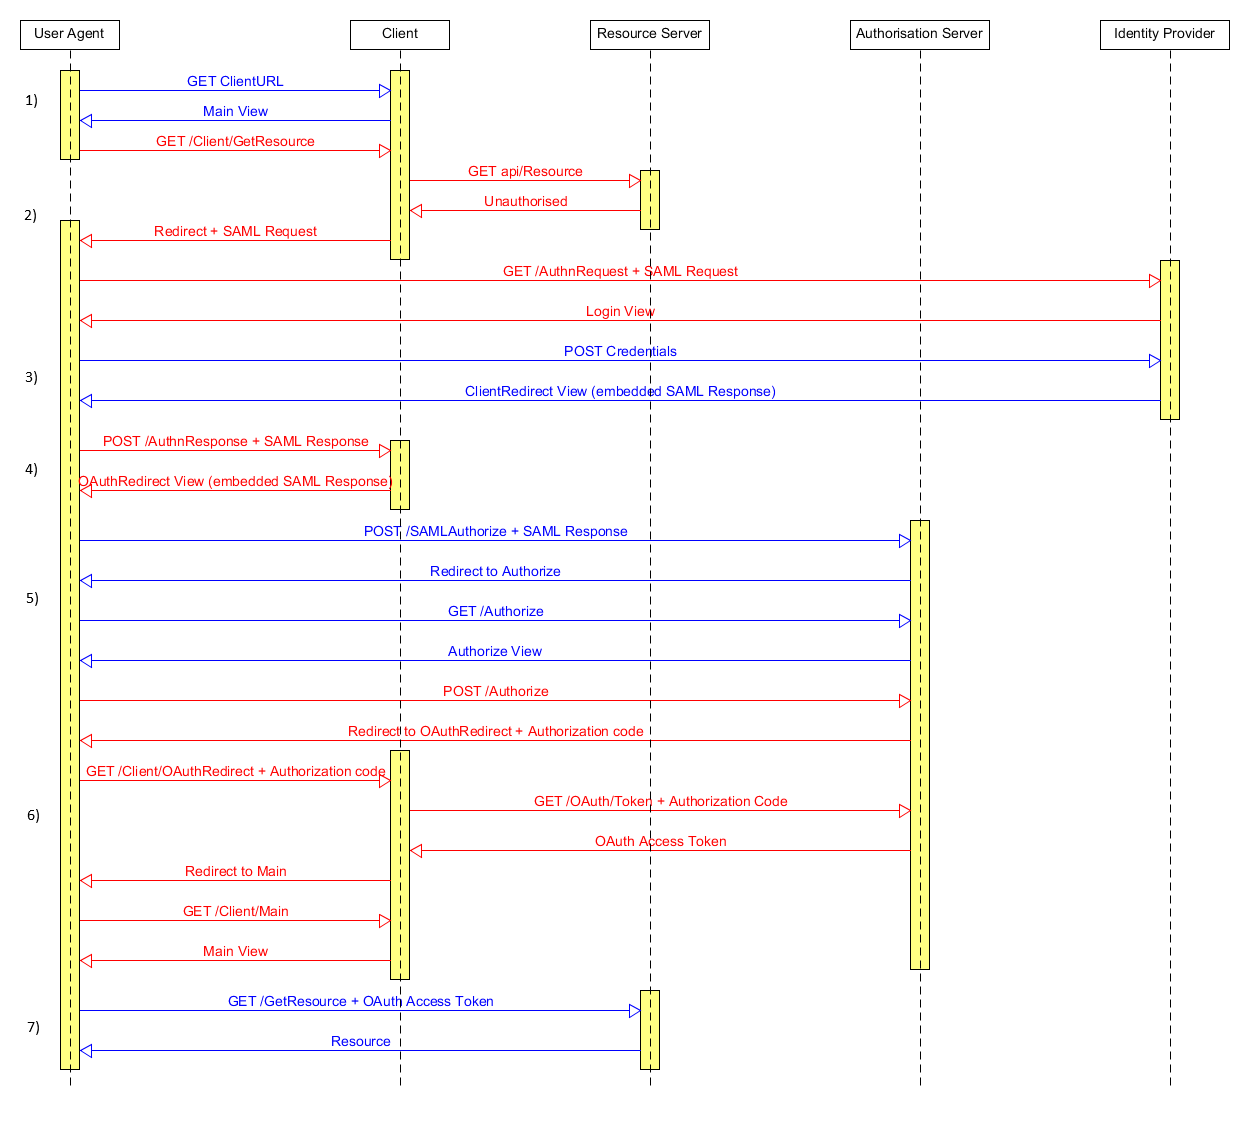 User Agent
Client
Resource Server
Authorisation Server
Identity Provider
GET ClientURL
1)
Main View
GET /Client/GetResource
GET api/Resource
Unauthorised
2)
Redirect + SAML Request
GET /AuthnRequest + SAML Request
Login View
POST Credentials
3)
ClientRedirect View (embedded SAML Response)
POST /AuthnResponse + SAML Response
4)
OAuthRedirect View (embedded SAML Response)
POST /SAMLAuthorize + SAML Response
Redirect to Authorize
5)
GET /Authorize
Authorize View
POST /Authorize
Redirect to OAuthRedirect + Authorization code
GET /Client/OAuthRedirect + Authorization code
GET /OAuth/Token + Authorization Code
6)
OAuth Access Token
Redirect to Main
GET /Client/Main
Main View
GET /GetResource + OAuth Access Token
7)
Resource